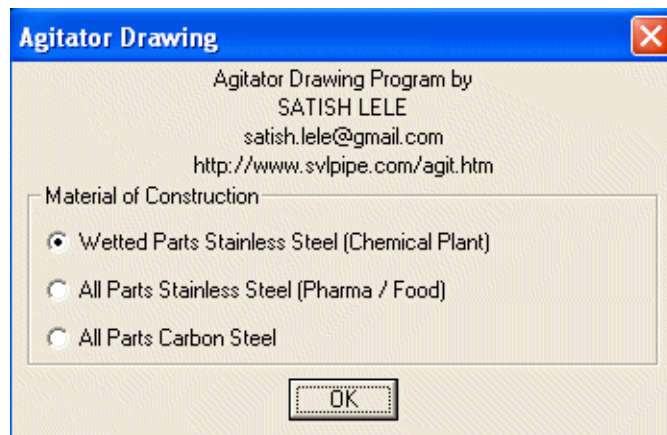 Agitator Drawing
Agitator Drawing Program by
SATISH LELE
satish.lele@gmail.com
http://www.svlpipe.com/agit.htm
Material of Construction
Wetted Parts Stainless Steel (Chemical Plant)
All Parts Stainless Steel (Pharma / Food)
All Parts Carbon Steel
OK